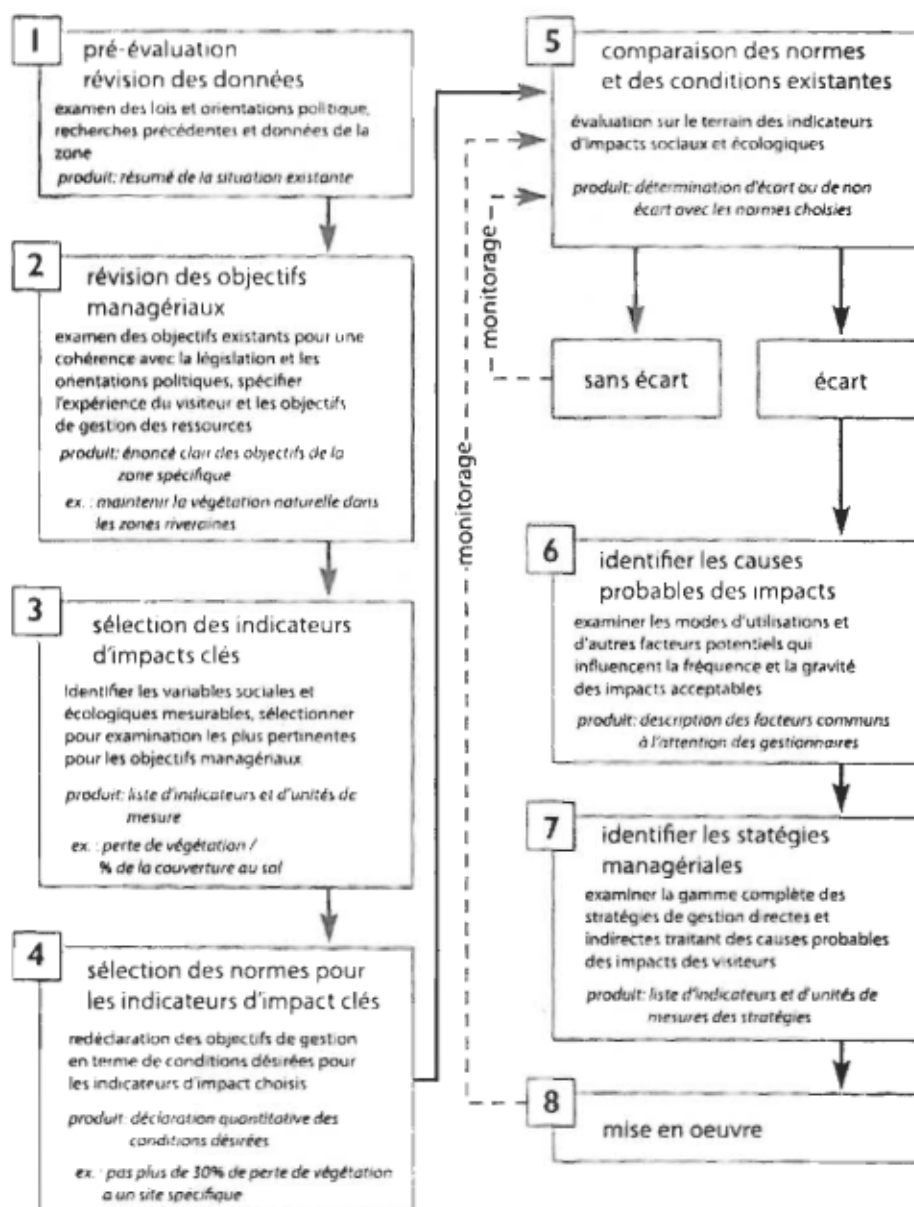 1
pré-évaluation
révision des données
examen des lois et orientations politique,
recherches précédentes et données de la
zone
produit: résumé de la situation existante
2
révision des objectifs
managériaux
examen des objectifs existants pour une
cohérence avec la législation et les
orientations politiques, spécifier
l'expérience du visiteur et les objectifs
de gestion des ressources
produit: énoncé clair des objectifs de la
zone spécifique
ex. : maintenir la végétation naturelle dans
les zones riveraines
3
sélection des indicateurs
d'impacts clés
Identifier les variables sociales et
écologiques mesurables, sélectionner
pour examination les plus pertinentes
pour les objectifs managériaux
produit: liste d'indicateurs et d'unités de
mesure
ex. : perte de végétation /
% de la couverture au sol
4
sélection des normes pour
les indicateurs d'impact clés
redéclaration des objectifs de gestion
en terme de conditions désirées pour
les indicateurs d'impact choisis
produit: déclaration quantitative des
conditions désirées
ex. : pas plus de 30% de perte de végétation
a un site spécifique
5
comparaison des normes
et des conditions existantes
évaluation sur le terrain des indicateurs
d'impacts sociaux et écologiques
produit: détermination d'écart ou de non
écart avec les normes choisies
monitorage
monitorage
sans écart
écart
6
identifier les causes
probables des impacts
examiner les modes d'utilisations et
d'autres facteurs potentiels qui
influencent la fréquence et la gravité
des impacts acceptables
produit: description des facteurs communs
à l'attention des gestionnaires
7
identifier les statégies
managériales
examiner la gamme complète des
stratégies de gestion directes et
indirectes traitant des causes probables
des impacts des visiteurs
produit: liste d'indicateurs et d'unités de
mesures des stratégies
8
mise en oeuvre